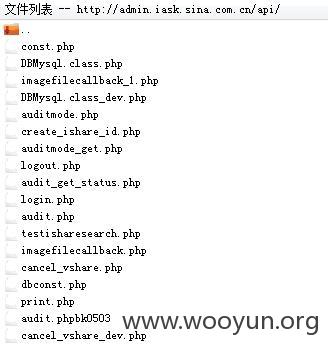 文件列表 -- http://admin.iask.sina.com.cn/api/
..
const.php
DBMysql.class.php
imagefilecallback_1.php
DBMysql.class_dev.php
auditmode.php
create_ishare_id.php
auditmode_get.php
logout.php
audit_get_status.php
login.php
audit.php
testisharesearch.php
imagefilecallback.php
cancel_vshare.php
dbconst.php
print.php
audit.phpbk0503
cancel_vshare_dev.php
www.wooyun.org